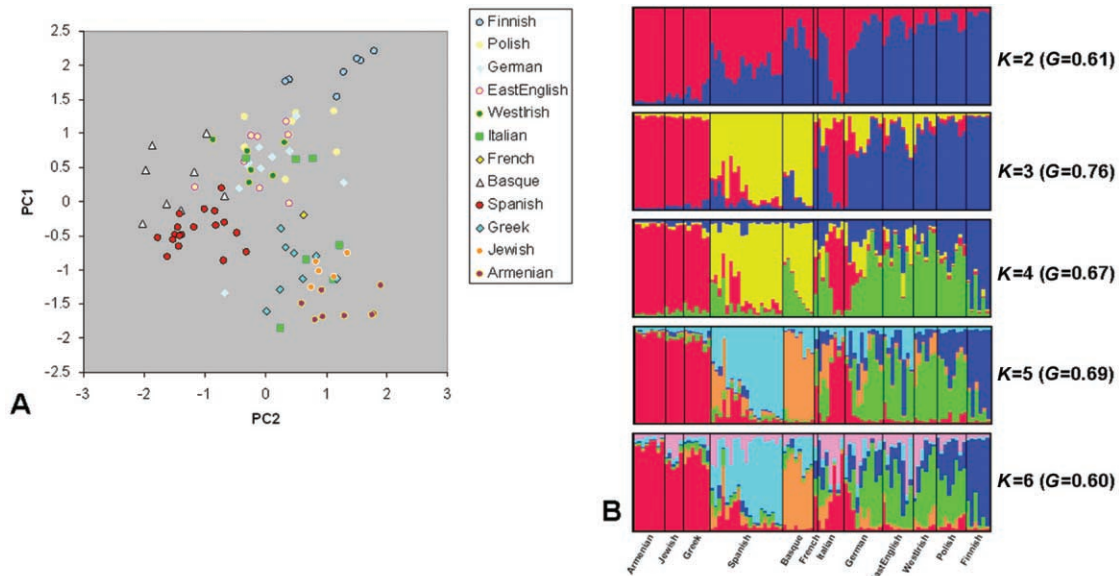 2.5
2
1.5
1
0.5
0
-0.5
-1
-1.5
-2
-2.5
-3
-2
-1
0
1
2
3
PC1
PC2
A
Finnish
Polish
German
EastEnglish
WestIrish
Italian
French
Basque
Spanish
Greek
Jewish
Armenian
K=2 (G=0.61)
K=3 (G=0.76)
K=4 (G=0.67)
K=5 (G=0.69)
K=6 (G=0.60)
B
Armenian
Jewish
Greek
Spanish
Basque
French
Italian
German
EastEnglish
WestIrish
Polish
Finnish